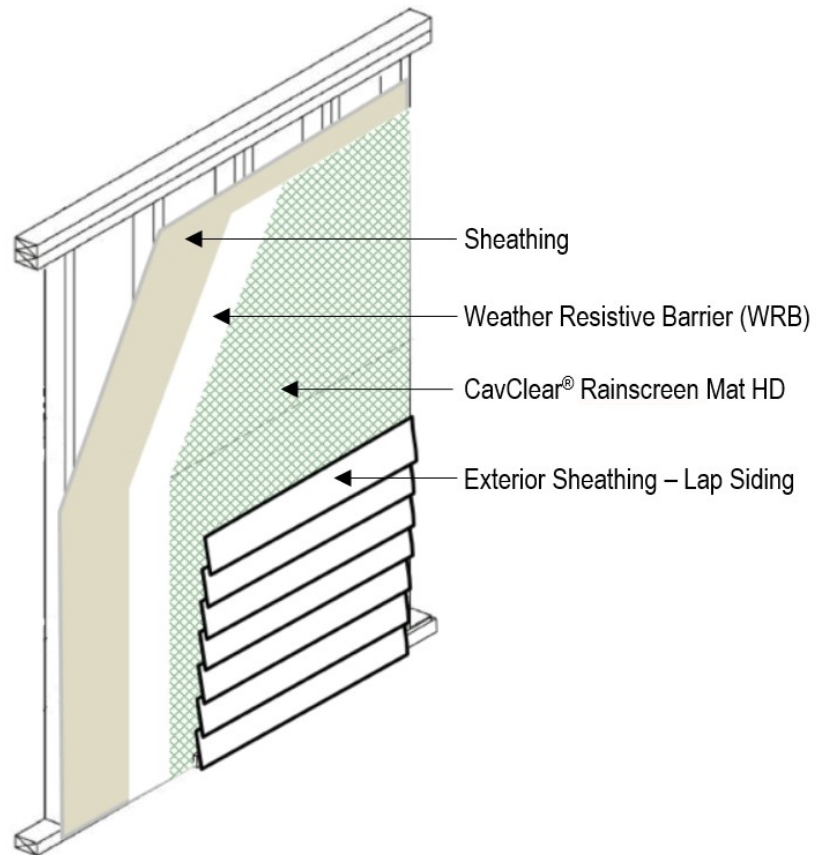 Sheathing
Weather Resistive Barrier (WRB)
CavClear® Rainscreen Mat HD
Exterior Sheathing – Lap Siding